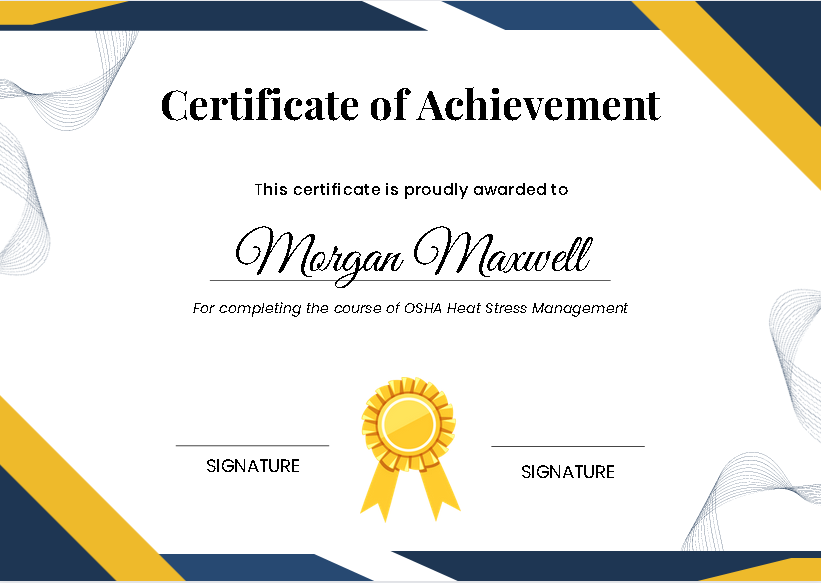 Certificate of Achievement
This certificate is proudly awarded to
Morgan Maxwell
For completing the course of OSHA Heat Stress Management
SIGNATURE
SIGNATURE